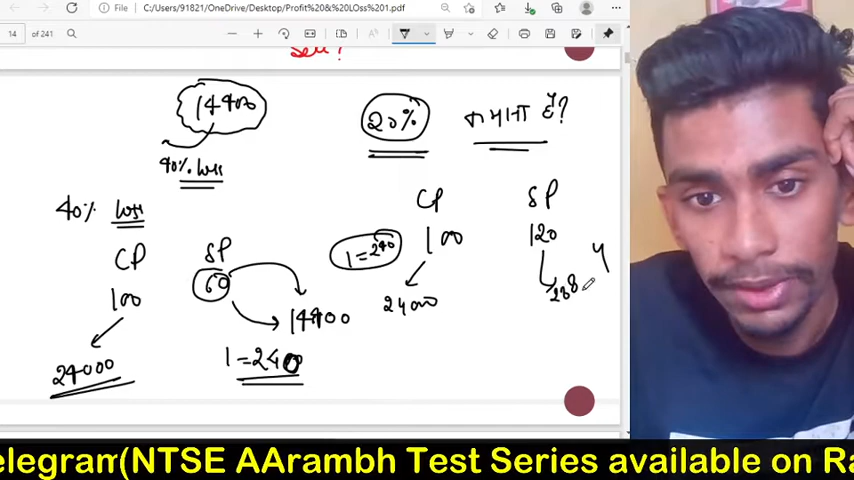 C:/Users/91821/OneDrive/Desktop/Profit%20&%20LOss%201.pdf
14 of 241
Sell?
14400
40% loss
20% कमाना है?
40% loss
CP SP
100 60
14400
24000
1=240
CP SP
1=240
100 120
24000
288
elegram(NTSE AArambh Test Series available on Ra